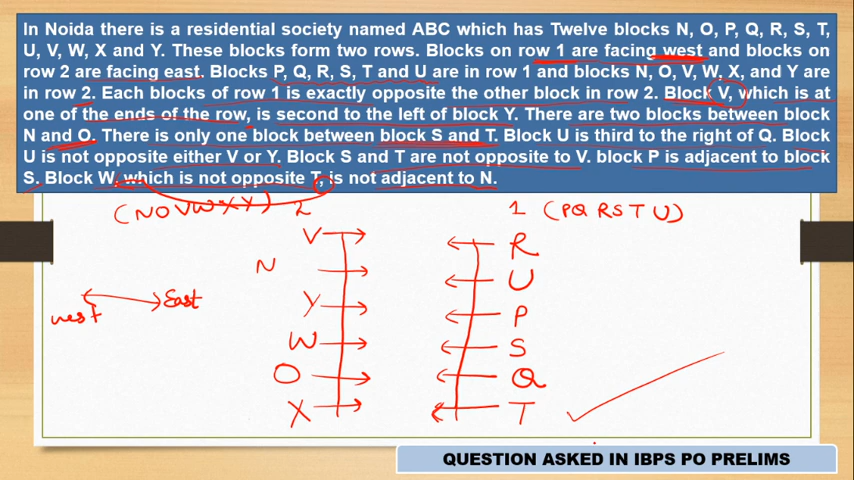 In Noida there is a residential society named ABC which has Twelve blocks N, O, P, Q, R, S, T,
U, V, W, X and Y. These blocks form two rows. Blocks on row 1 are facing west and blocks on
row 2 are facing east. Blocks P, Q, R, S, T and U are in row 1 and blocks N, O, V, W, X, and Y are
in row 2. Each blocks of row 1 is exactly opposite the other block in row 2. Block V, which is at
one of the ends of the row, is second to the left of block Y. There are two blocks between block
N and O. There is only one block between block S and T. Block U is third to the right of Q. Block
U is not opposite either V or Y. Block S and T are not opposite to V. block P is adjacent to block
S. Block W, which is not opposite T, is not adjacent to N.
(NOVWXY) 2 1 (PQRSTU)
V R
N U
West East
Y P
W S
O Q
X T
QUESTION ASKED IN IBPS PO PRELIMS